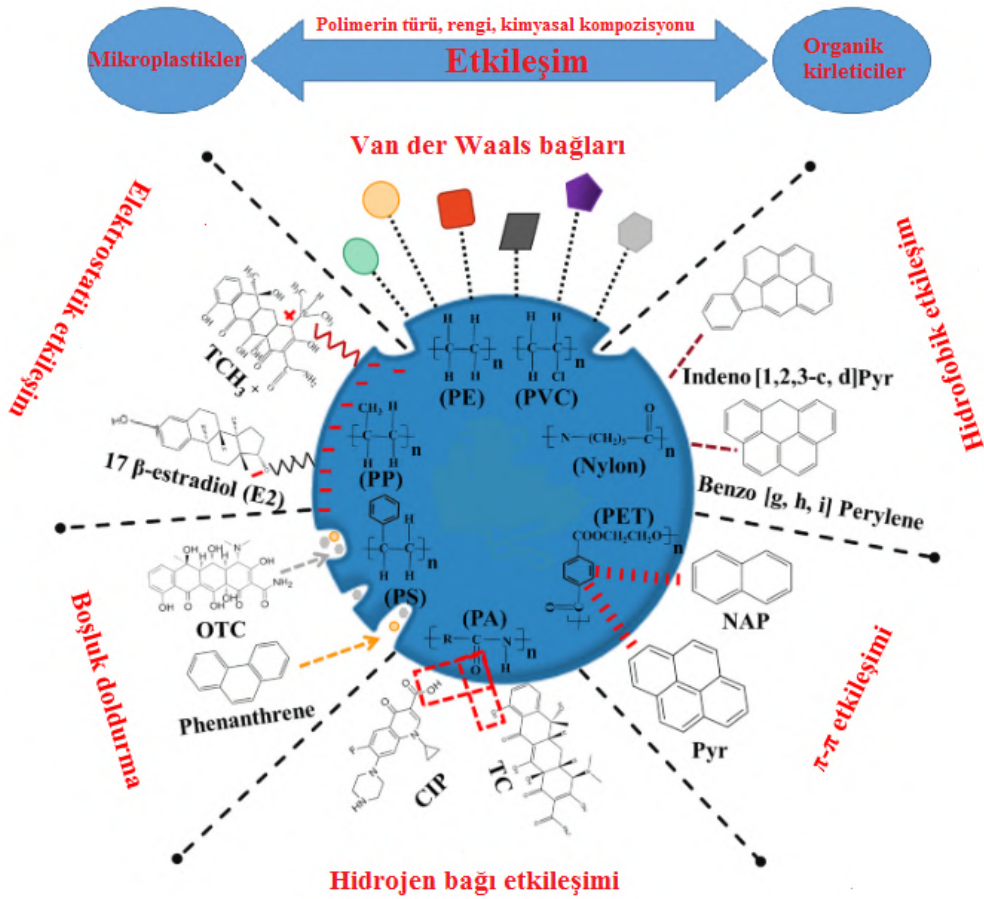 Polimerin türü, rengi, kimyasal kompozisyonu
Mikroplastikler
Etkileşim
Organik
kirleticiler
Van der Waals bağları
Elektrostatik etkileşim
Hidrofobik etkileşim
TCH3 +
17 β-estradiol (E2)
(PE)
(PVC)
(PP)
(Nylon)
(PET)
(PS)
(PA)
Indeno [1,2,3-c, d]Pyr
Benzo [g, h, i] Perylene
OTC
Phenanthrene
Boşluk doldurma
NAP
Pyr
π-π etkileşimi
CIP
TC
Hidrojen bağı etkileşimi